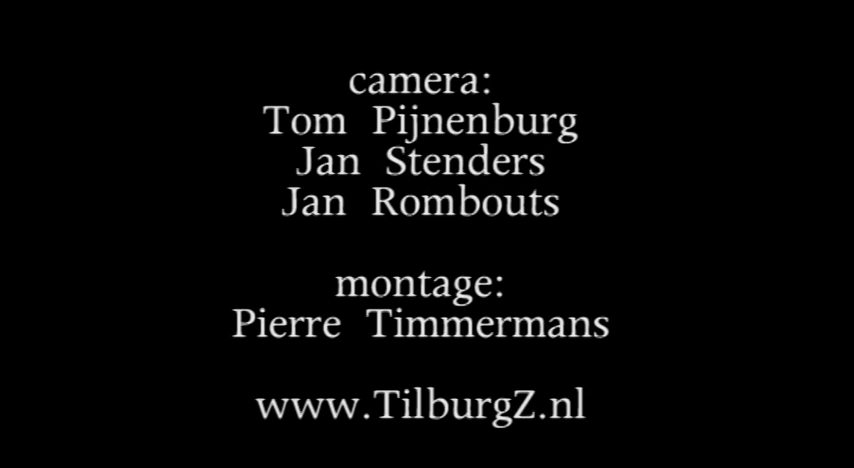 camera:
Tom Pijnenburg
Jan Stenders
Jan Rombouts
montage:
Pierre Timmermans
www.TilburgZ.nl